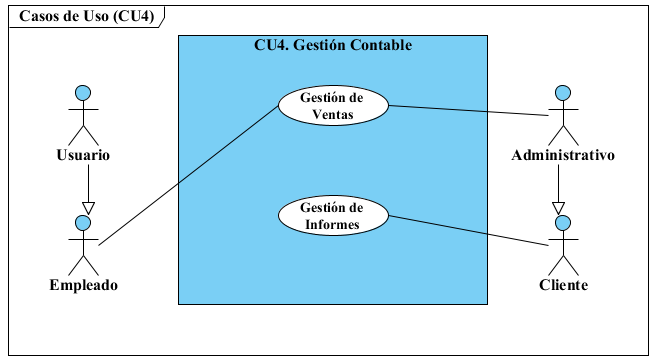 Casos de Uso (CU4)
CU4. Gestión Contable
Gestión de
Ventas
Usuario
Administrativo
Gestión de
Informes
Empleado
Cliente